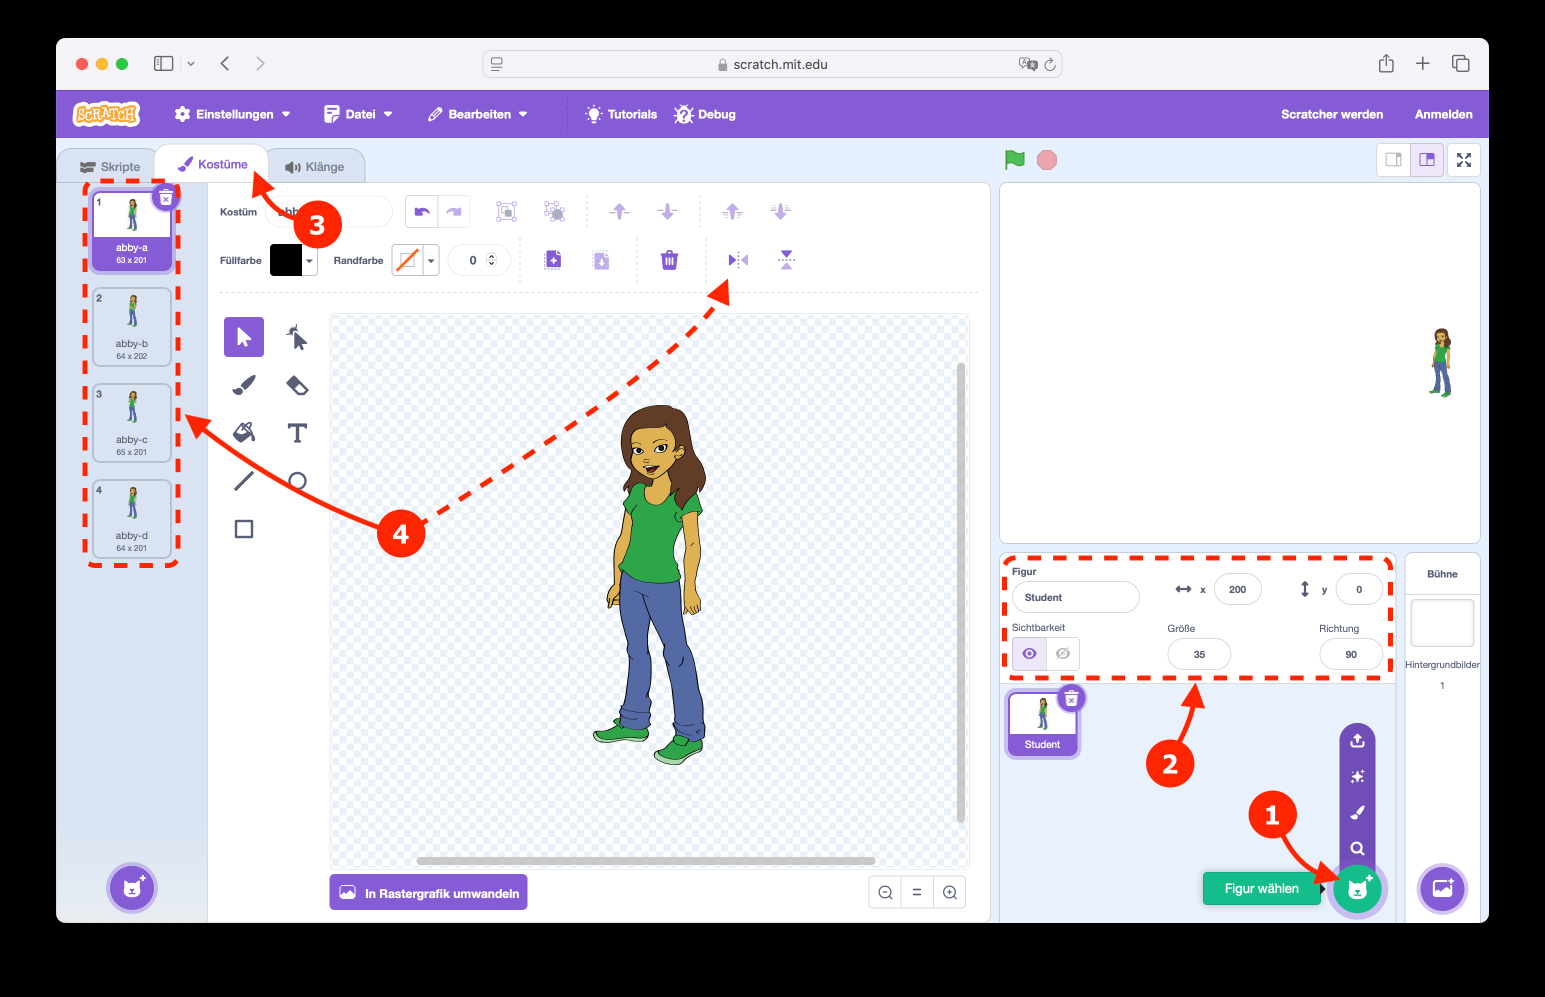 scratch.mit.edu
SCRATCH
Einstellungen
Datei
Bearbeiten
Tutorials
Debug
Scratcher werden
Anmelden
Skripte
Kostüme
Klänge
1
abby-a
63 x 201
2
abby-b
64 x 202
3
abby-c
65 x 201
4
abby-d
64 x 201
Kostüm
3
Füllfarbe
Randfarbe
0
T
4
In Rastergrafik umwandeln
=
Figur
Student
x
200
y
0
Sichtbarkeit
Größe
35
Richtung
90
Student
2
1
Figur wählen
Bühne
Hintergrundbilder
1